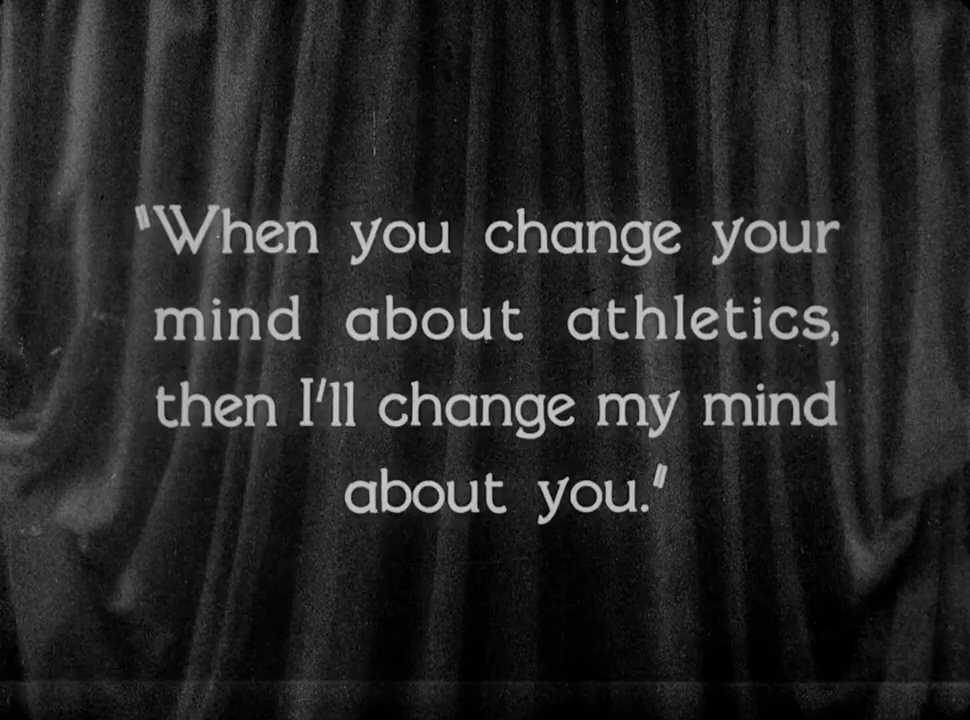 "When you change your
mind about athletics,
then I'll change my mind
about you."